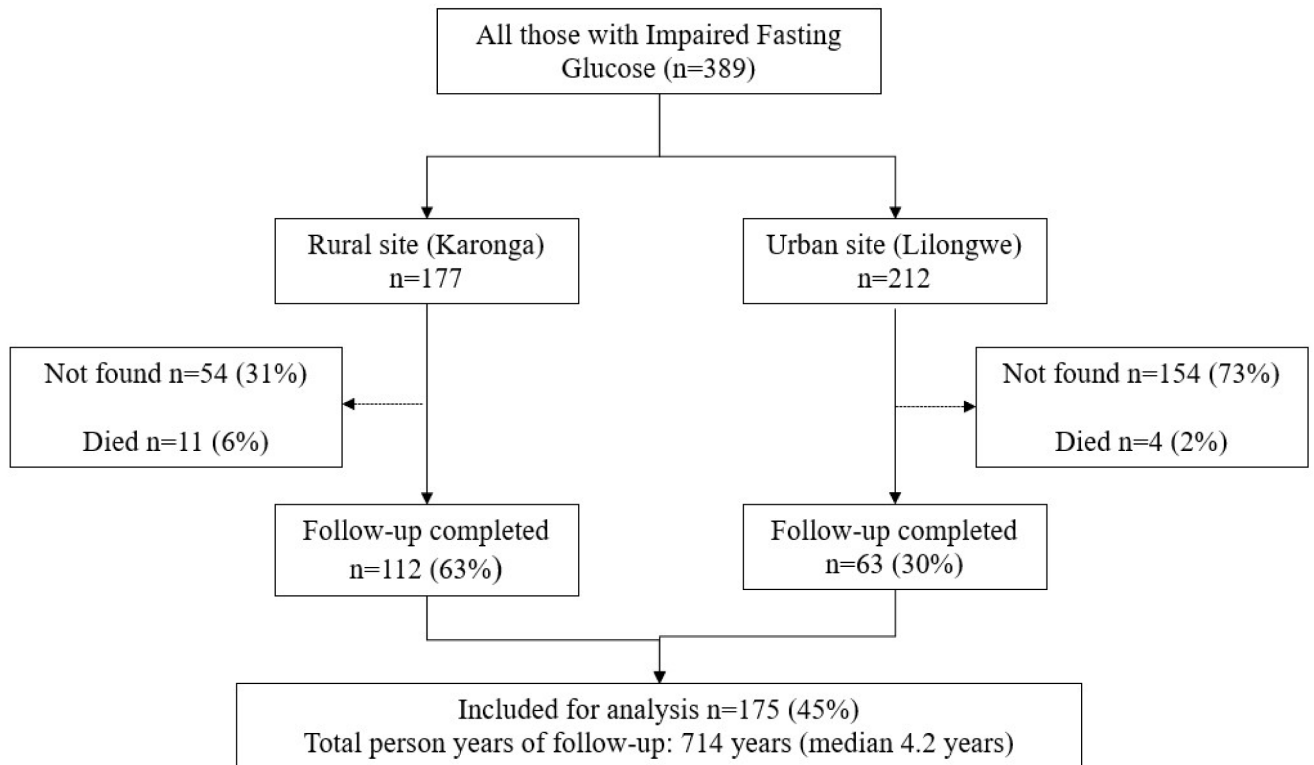 All those with Impaired Fasting
Glucose (n=389)
Rural site (Karonga)
n=177
Urban site (Lilongwe)
n=212
Not found n=54 (31%)
Died n=11 (6%)
Not found n=154 (73%)
Died n=4 (2%)
Follow-up completed
n=112 (63%)
Follow-up completed
n=63 (30%)
Included for analysis n=175 (45%)
Total person years of follow-up: 714 years (median 4.2 years)